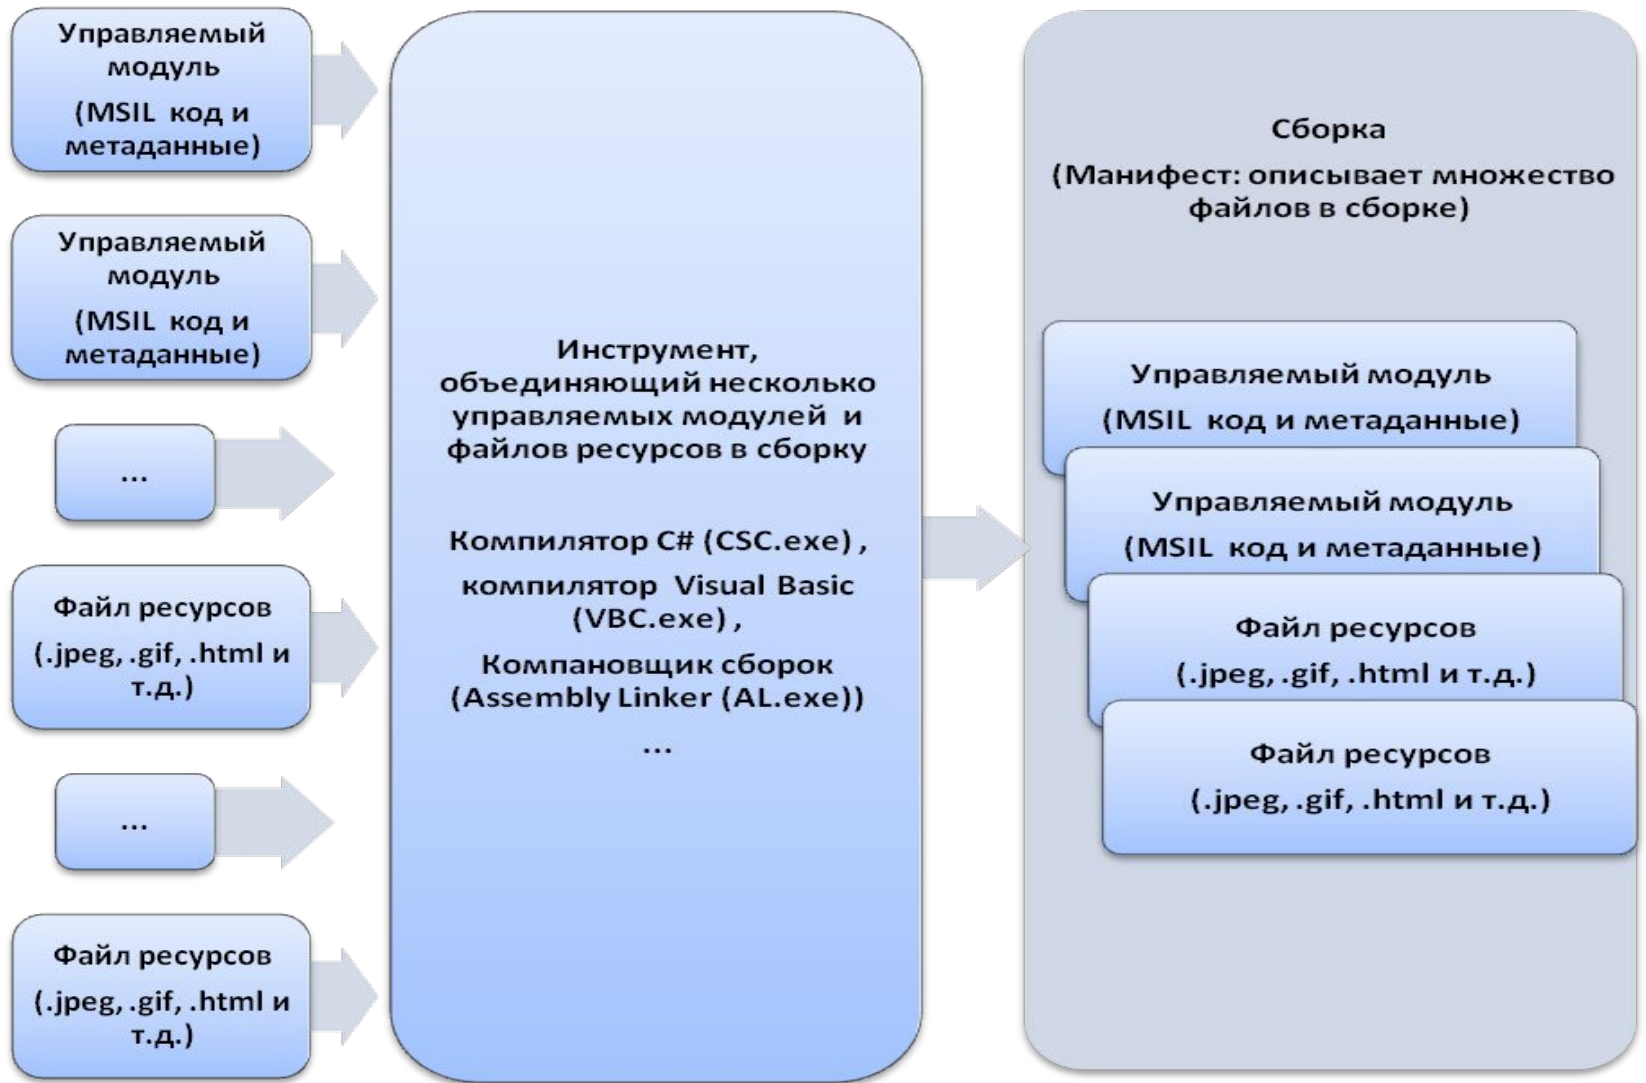 Управляемый
модуль
(MSIL код и
метаданные)
Управляемый
модуль
(MSIL код и
метаданные)
...
Файл ресурсов
(.jpeg, .gif, .html и
т.д.)
...
Файл ресурсов
(.jpeg, .gif, .html и
т.д.)
Инструмент,
объединяющий несколько
управляемых модулей и
файлов ресурсов в сборку
Компилятор C# (CSC.exe) ,
компилятор Visual Basic
(VBC.exe) ,
Компановщик сборок
(Assembly Linker (AL.exe))
...
Сборка
(Манифест: описывает множество
файлов в сборке)
Управляемый модуль
(MSIL код и метаданные)
Управляемый модуль
(MSIL код и метаданные)
Файл ресурсов
(.jpeg, .gif, .html и т.д.)
Файл ресурсов
(.jpeg, .gif, .html и т.д.)